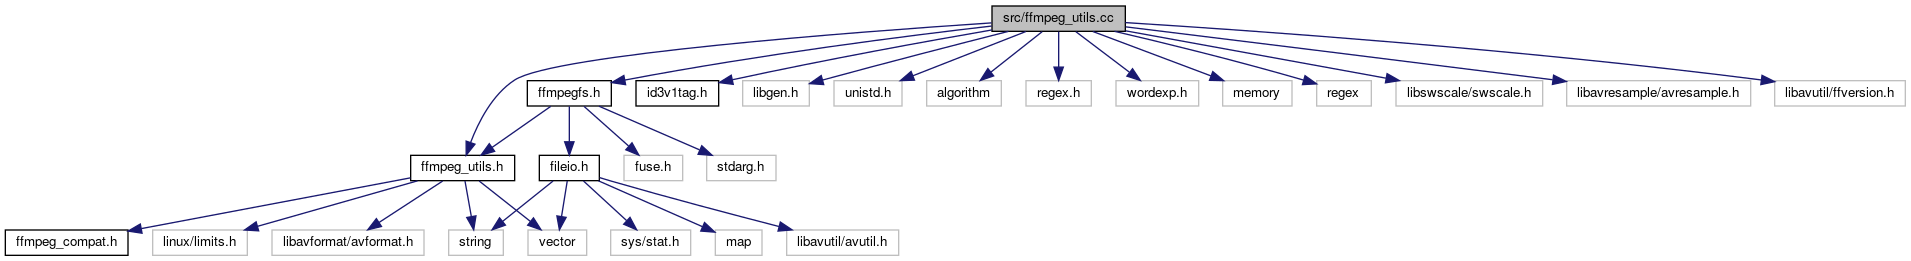 src/ffmpeg_utils.cc
ffmpegfs.h
id3v1tag.h
libgen.h
unistd.h
algorithm
regex.h
wordexp.h
memory
regex
libswscale/swscale.h
libavresample/avresample.h
libavutil/ffversion.h
ffmpeg_utils.h
fileio.h
fuse.h
stdarg.h
ffmpeg_compat.h
linux/limits.h
libavformat/avformat.h
string
vector
sys/stat.h
map
libavutil/avutil.h